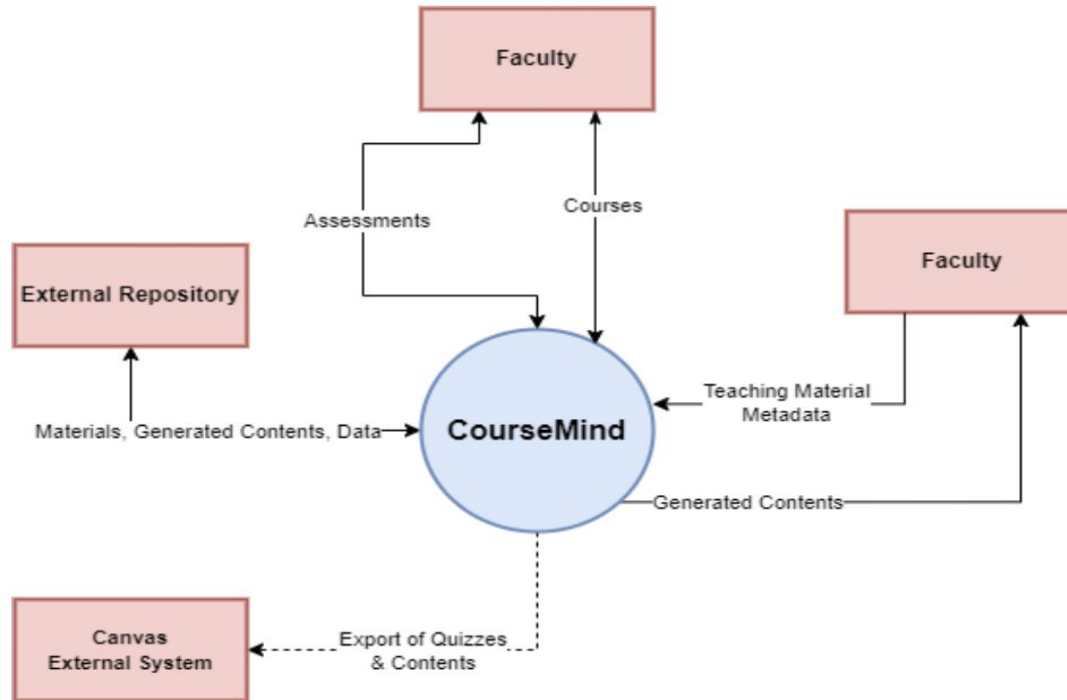 Faculty
Assessments
Courses
Faculty
External Repository
Teaching Material
Metadata
Materials, Generated Contents, Data
CourseMind
Generated Contents
Canvas
External System
Export of Quizzes
& Contents